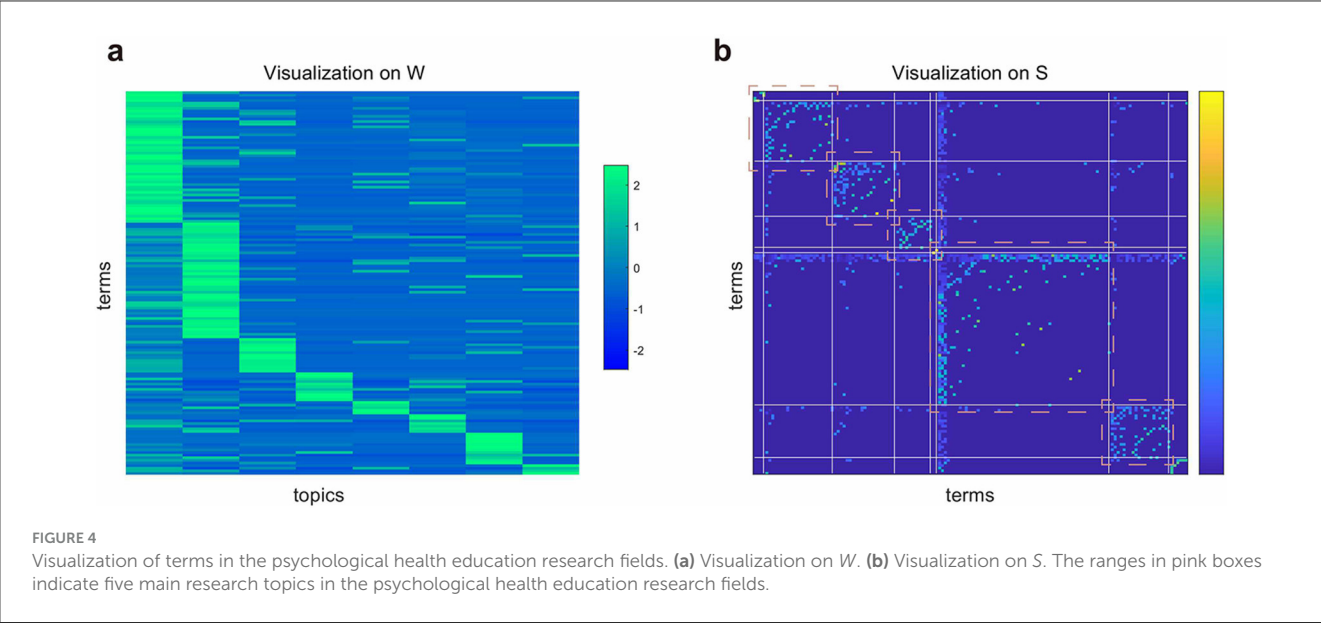 a
Visualization on W
terms
topics
2
1
0
-1
-2
b
Visualization on S
terms
terms
FIGURE 4
Visualization of terms in the psychological health education research fields. (a) Visualization on W. (b) Visualization on S. The ranges in pink boxes
indicate five main research topics in the psychological health education research fields.